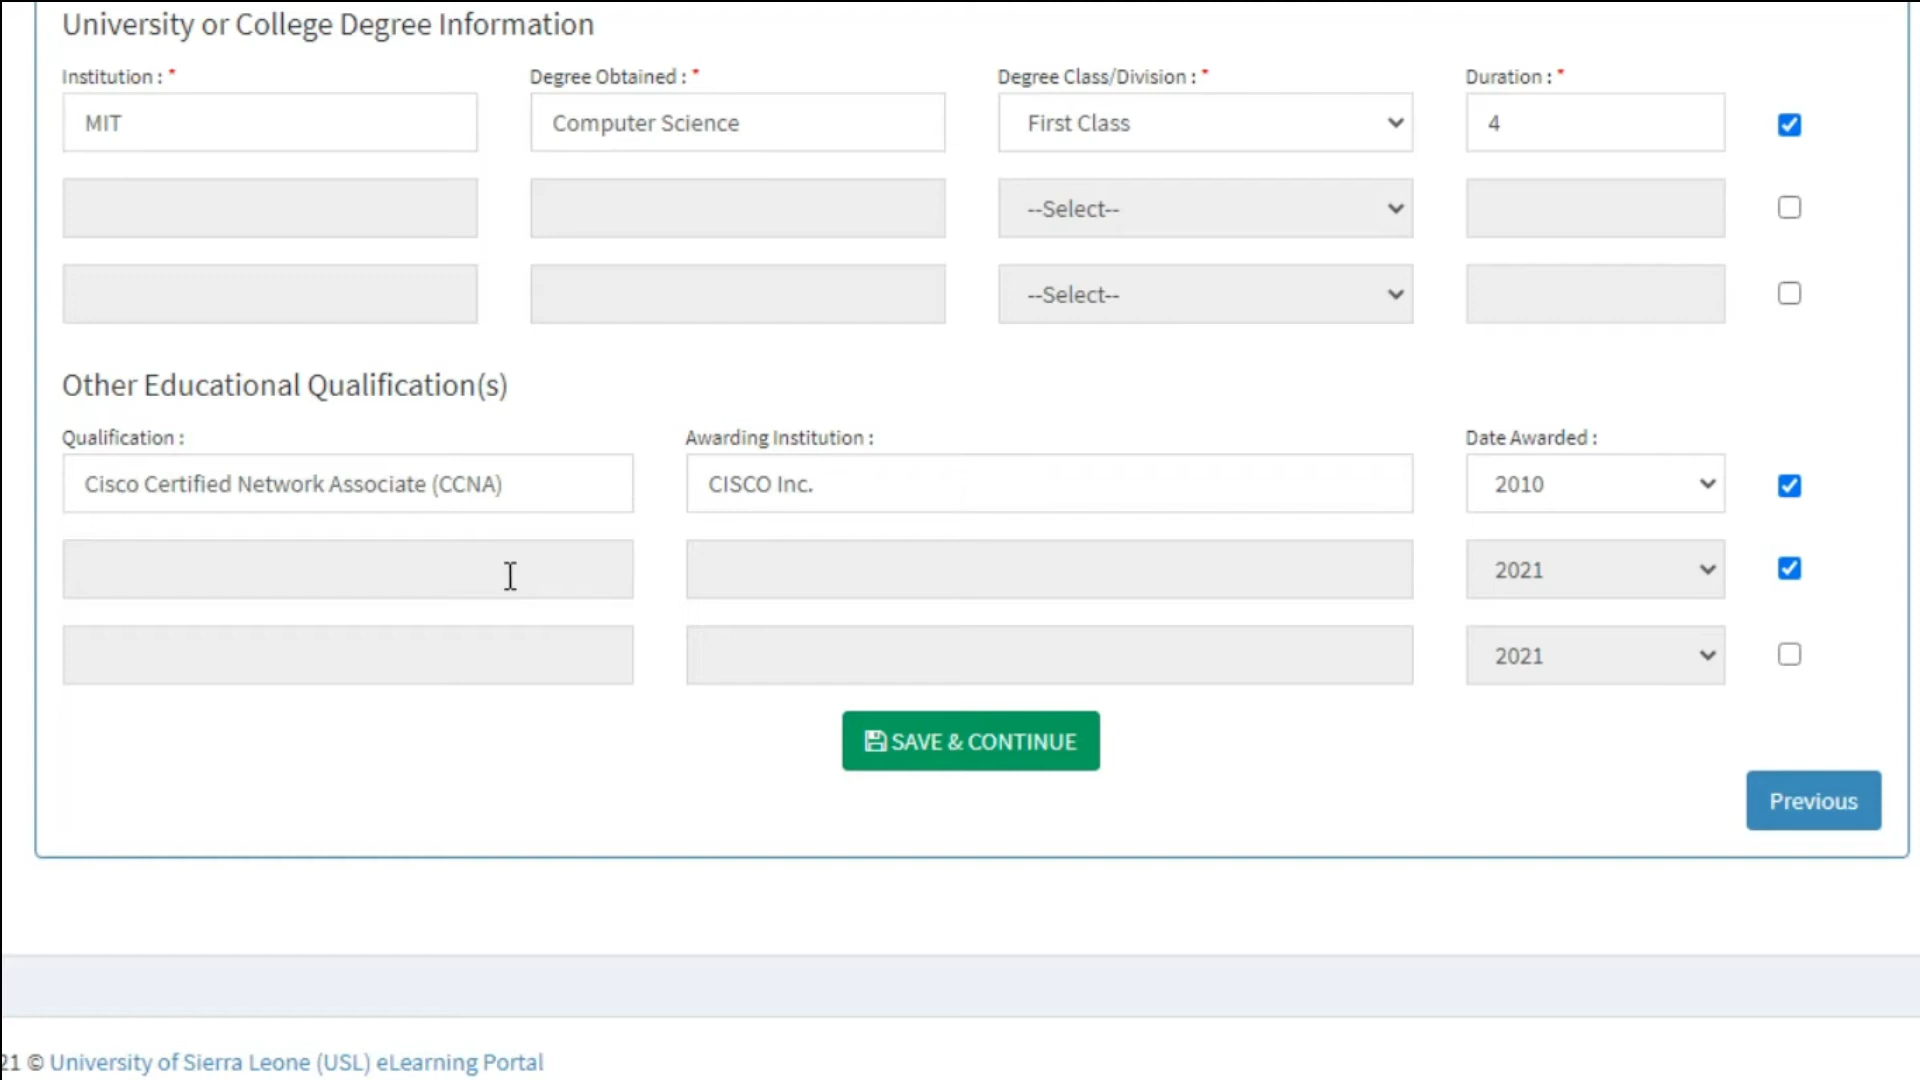 University or College Degree Information
Institution : * Degree Obtained : * Degree Class/Division : * Duration : *
MIT Computer Science First Class 4
--Select--
--Select--
Other Educational Qualification(s)
Qualification : Awarding Institution : Date Awarded :
Cisco Certified Network Associate (CCNA) CISCO Inc. 2010
2021
2021
SAVE & CONTINUE
Previous
21 © University of Sierra Leone (USL) eLearning Portal